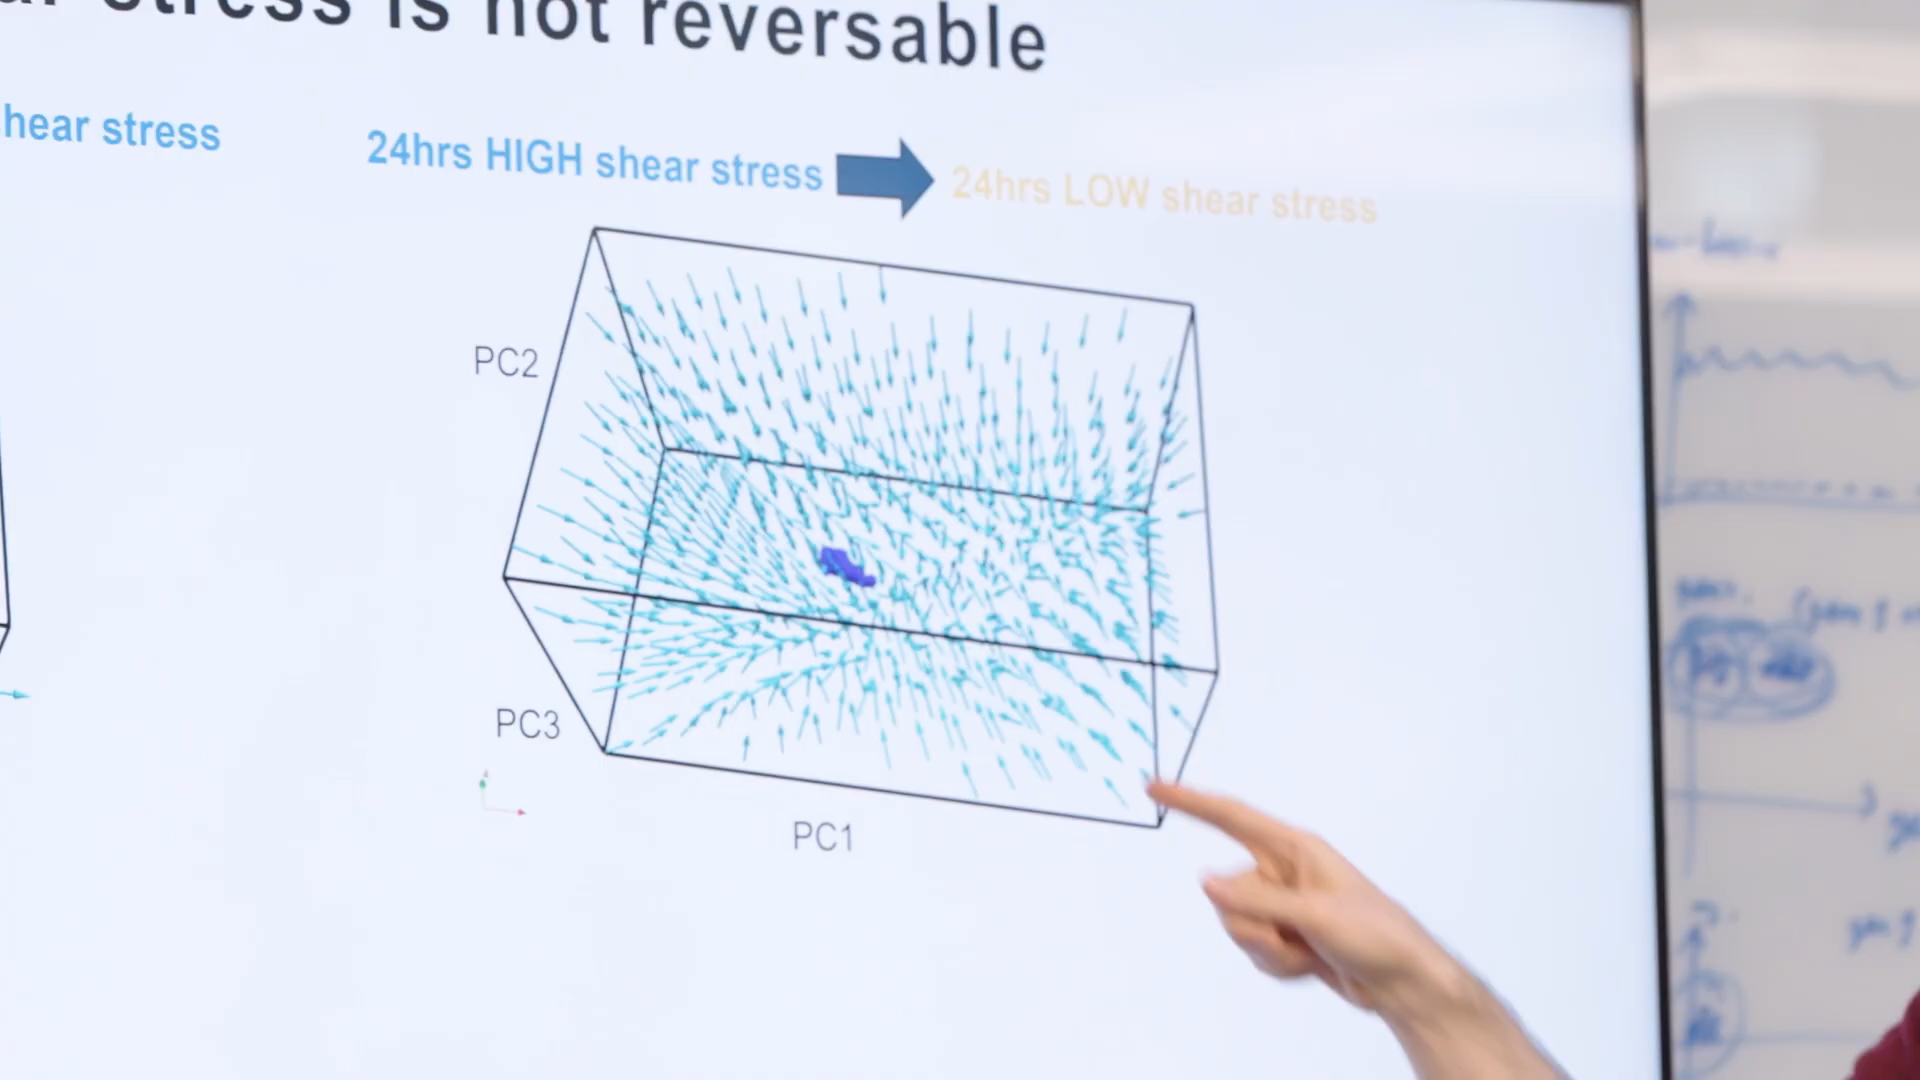 stress is not reversable
hear stress
24hrs HIGH shear stress
24hrs LOW shear stress
PC2
PC3
PC1